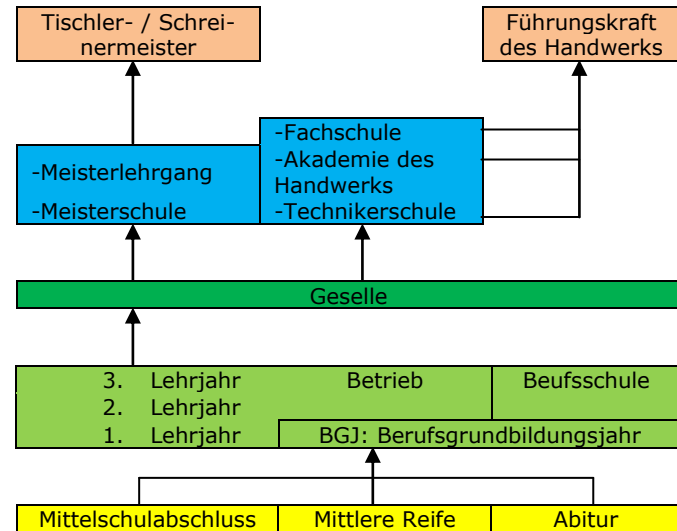 Tischler- / Schrei-
nermeister
Führungskraft
des Handwerks
-Meisterlehrgang
-Meisterschule
-Fachschule
-Akademie des
Handwerks
-Technikerschule
Geselle
3. Lehrjahr Betrieb Beufsschule
2. Lehrjahr
1. Lehrjahr BGJ: Berufsgrundbildungsjahr
Mittelschulabschluss Mittlere Reife Abitur